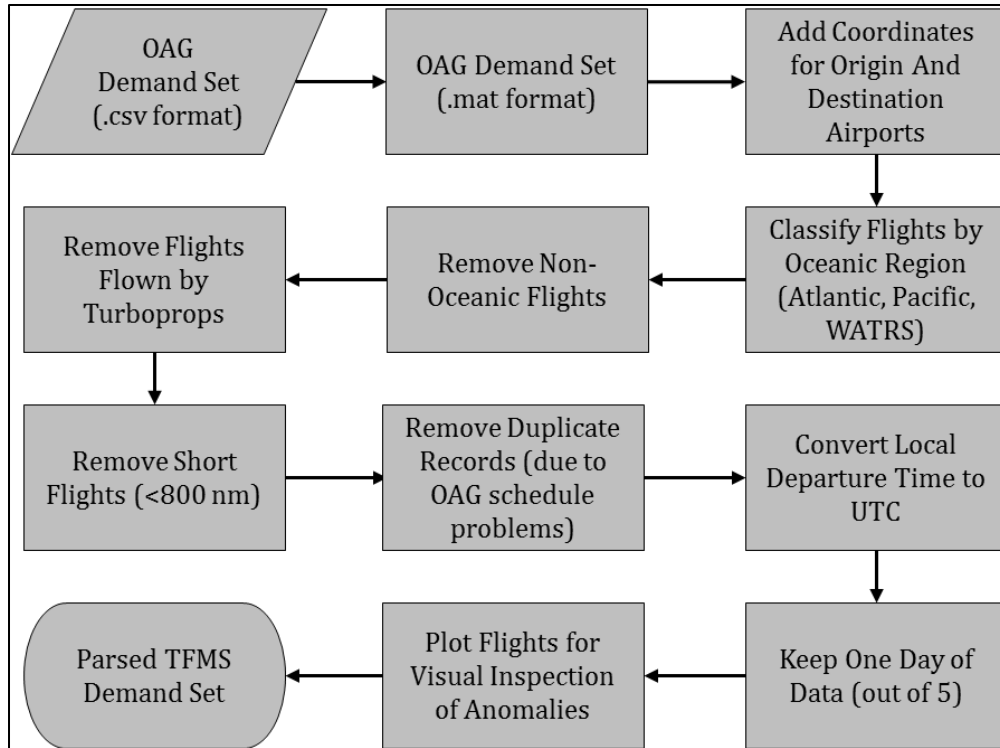 OAG
Demand Set
(.csv format)
OAG Demand Set
(.mat format)
Add Coordinates
for Origin And
Destination
Airports
Classify Flights by
Oceanic Region
(Atlantic, Pacific,
WATRS)
Remove Non-
Oceanic Flights
Remove Flights
Flown by
Turboprops
Remove Short
Flights (<800 nm)
Remove Duplicate
Records (due to
OAG schedule
problems)
Convert Local
Departure Time to
UTC
Keep One Day of
Data (out of 5)
Plot Flights for
Visual Inspection
of Anomalies
Parsed TFMS
Demand Set